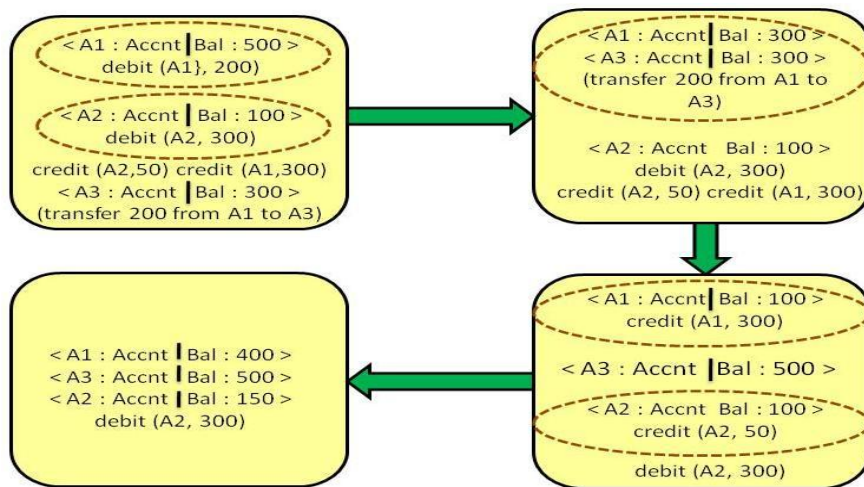 < A1 : Accnt | Bal : 500 >
debit (A1}, 200)
< A2 : Accnt | Bal : 100 >
debit (A2, 300)
credit (A2,50) credit (A1,300)
< A3 : Accnt | Bal : 300 >
(transfer 200 from A1 to A3)
< A1 : Accnt | Bal : 300 >
< A3 : Accnt | Bal : 300 >
(transfer 200 from A1 to
A3)
< A2 : Accnt Bal : 100 >
debit (A2, 300)
credit (A2, 50) credit (A1, 300)
< A1 : Accnt | Bal : 100 >
credit (A1, 300)
< A3 : Accnt | Bal : 500 >
< A2 : Accnt Bal : 100 >
credit (A2, 50)
debit (A2, 300)
< A1 : Accnt | Bal : 400 >
< A3 : Accnt | Bal : 500 >
< A2 : Accnt | Bal : 150 >
debit (A2, 300)